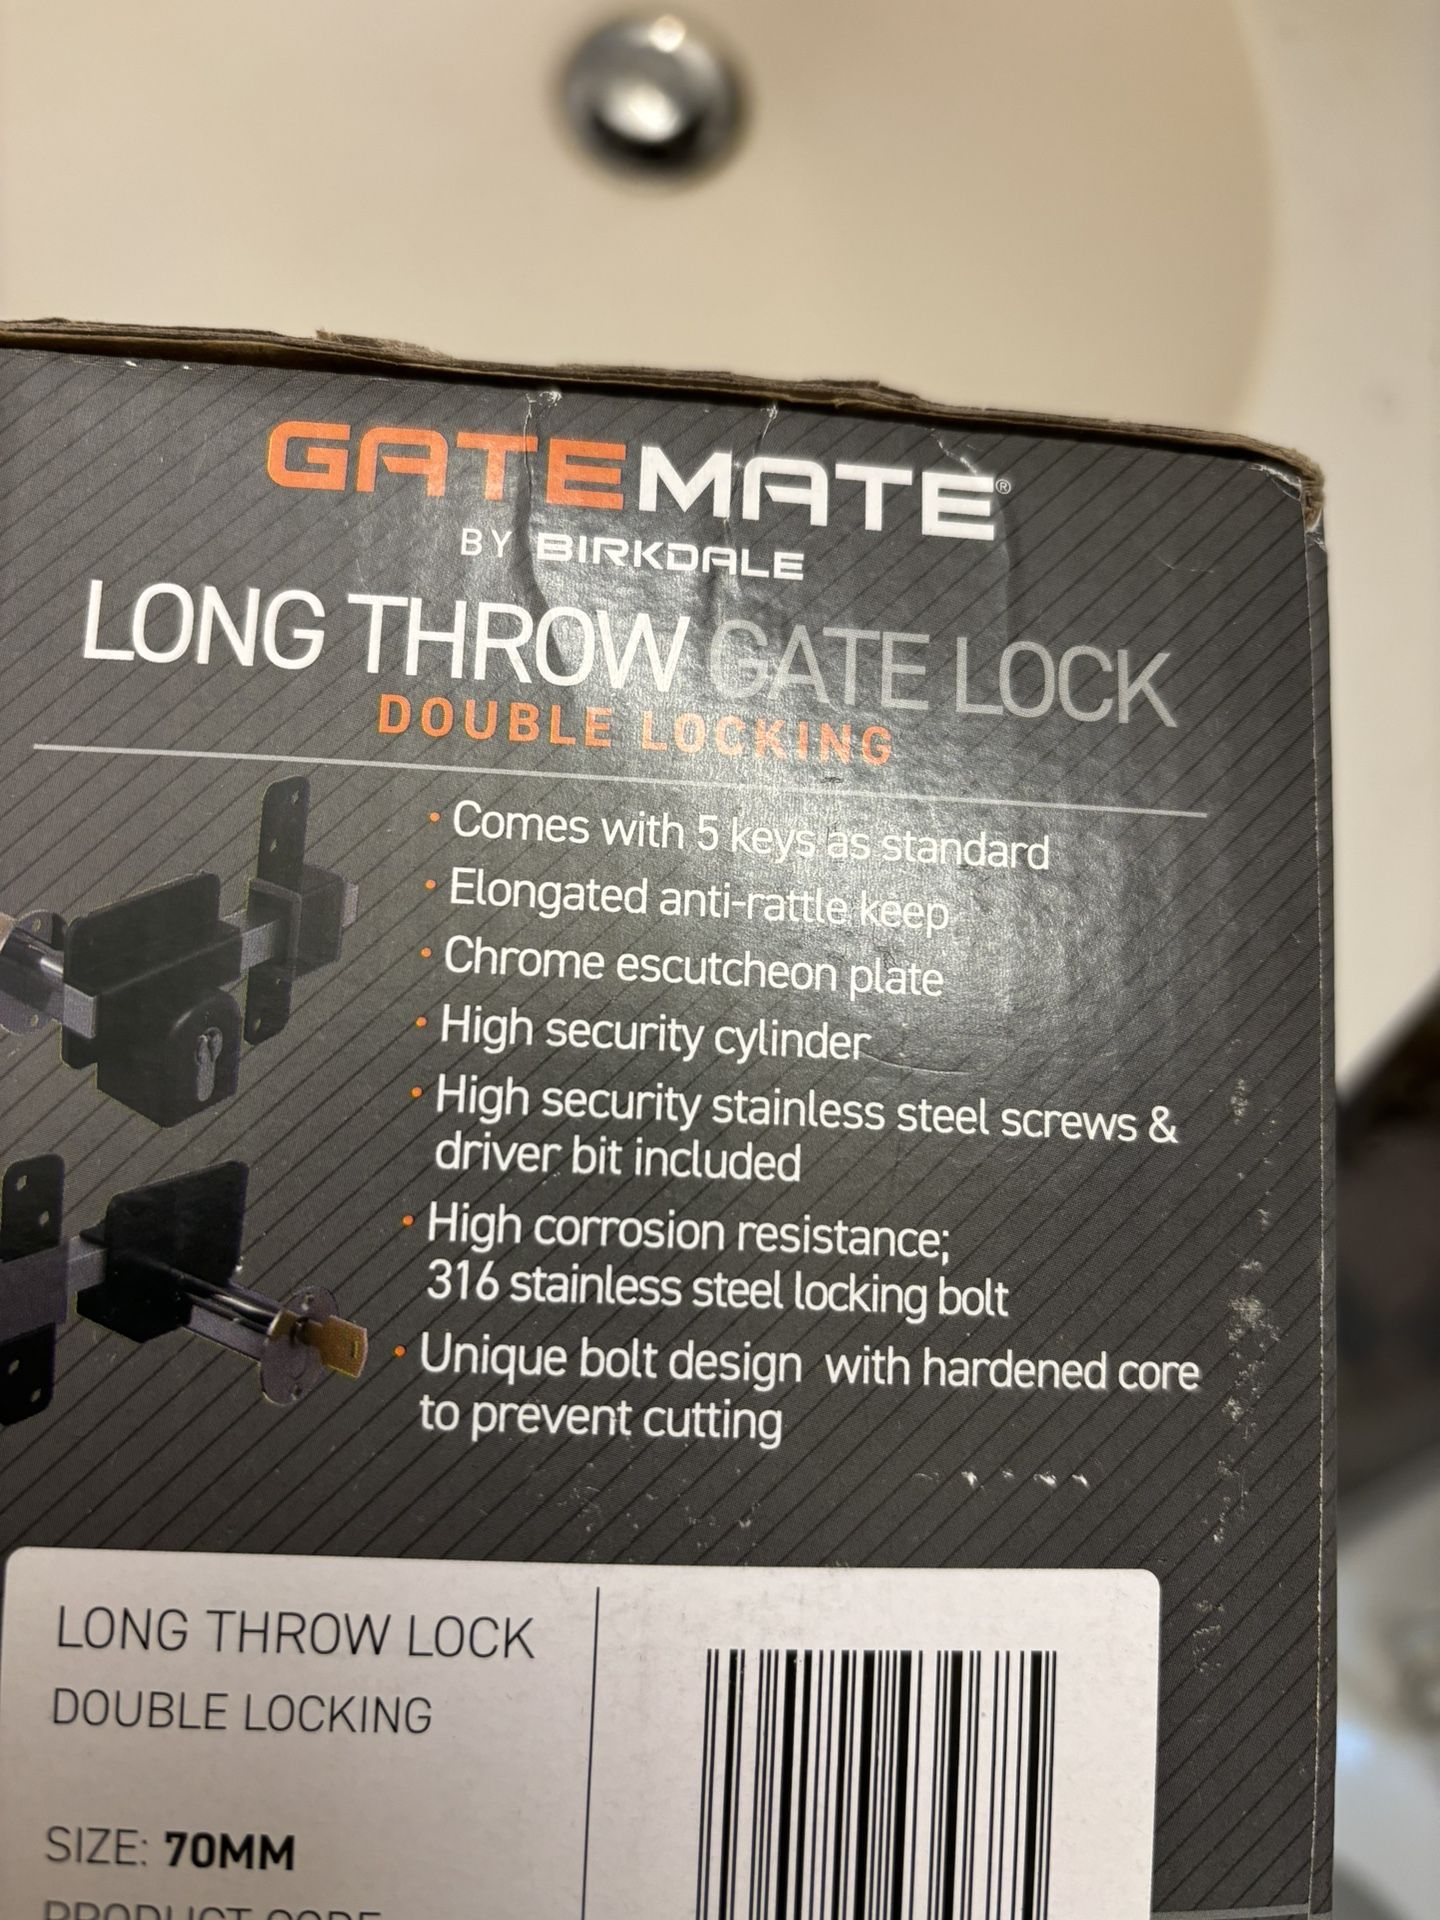 GATEMATE®
BY BIRKDALE
LONG THROW GATE LOCK
DOUBLE LOCKING
• Comes with 5 keys as standard
• Elongated anti-rattle keep
• Chrome escutcheon plate
• High security cylinder
• High security stainless steel screws &
driver bit included
• High corrosion resistance;
316 stainless steel locking bolt
• Unique bolt design with hardened core
to prevent cutting
LONG THROW LOCK
DOUBLE LOCKING
SIZE: 70MM
PRODUCT CODE